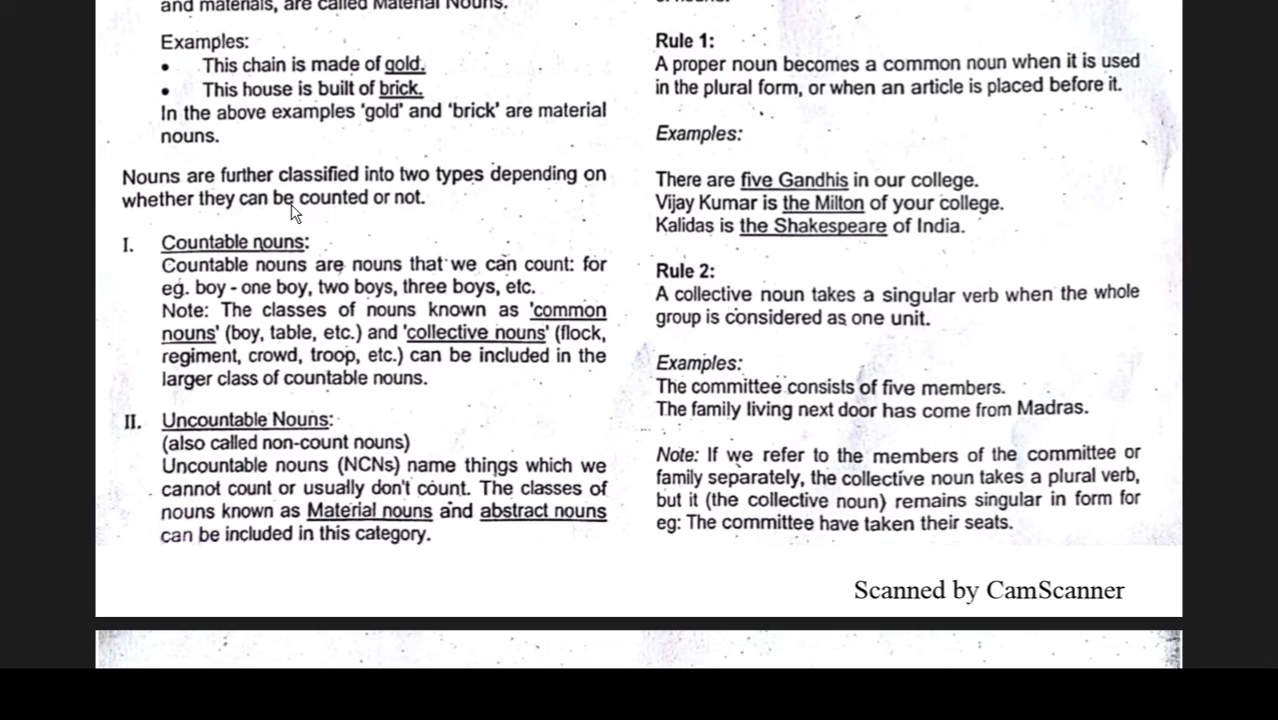 and materials, are called Material Nouns.
Examples:
• This chain is made of gold.
• This house is built of brick.
In the above examples 'gold' and 'brick' are material
nouns.
Nouns are further classified into two types depending on
whether they can be counted or not.
I. Countable nouns:
Countable nouns are nouns that we can count: for
eg. boy - one boy, two boys, three boys, etc.
Note: The classes of nouns known as 'common
nouns' (boy, table, etc.) and 'collective nouns' (flock,
regiment, crowd, troop, etc.) can be included in the
larger class of countable nouns.
II. Uncountable Nouns:
(also called non-count nouns)
Uncountable nouns (NCNs) name things which we
cannot count or usually don't count. The classes of
nouns known as Material nouns and abstract nouns
can be included in this category.
Rule 1:
A proper noun becomes a common noun when it is used
in the plural form, or when an article is placed before it.
Examples:
There are five Gandhis in our college.
Vijay Kumar is the Milton of your college.
Kalidas is the Shakespeare of India.
Rule 2:
A collective noun takes a singular verb when the whole
group is considered as one unit.
Examples:
The committee consists of five members.
The family living next door has come from Madras.
Note: If we refer to the members of the committee or
family separately, the collective noun takes a plural verb,
but it (the collective noun) remains singular in form for
eg: The committee have taken their seats.
Scanned by CamScanner